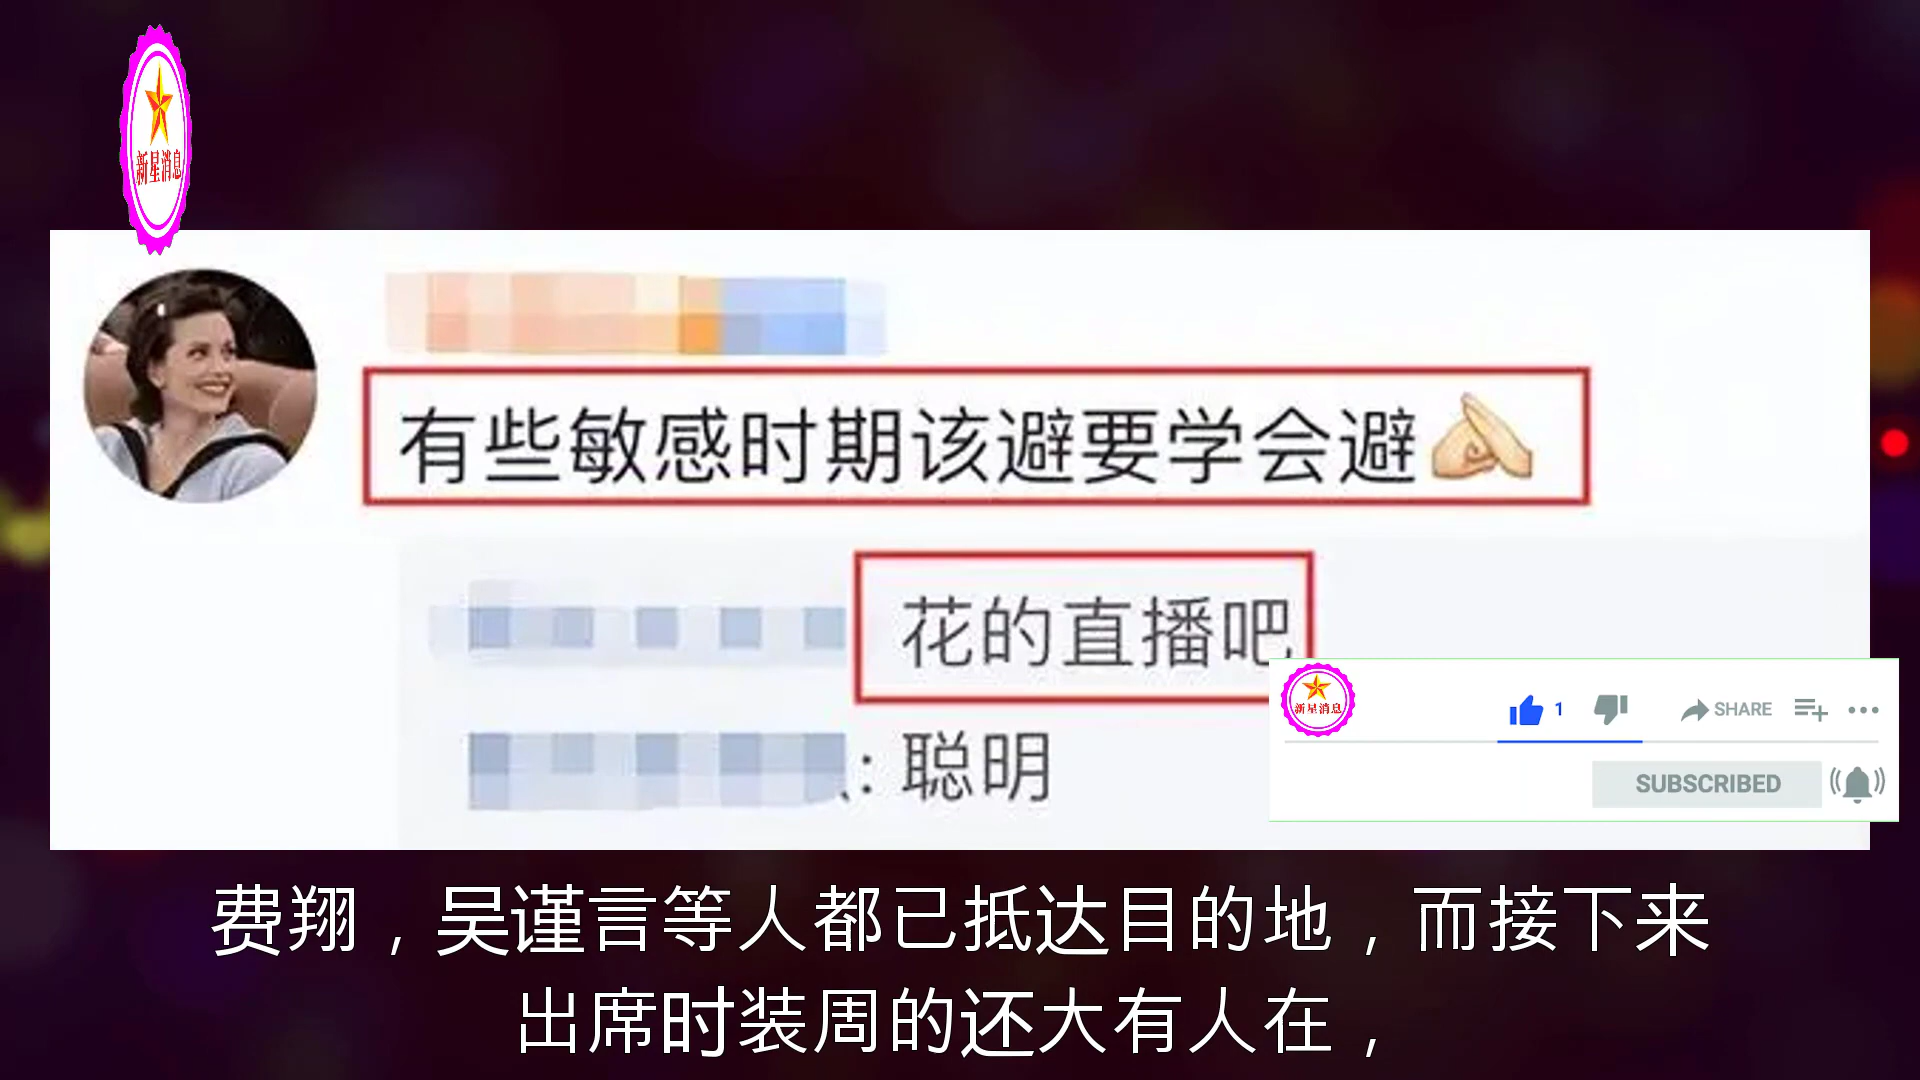 新星消息
有些敏感时期该避要学会避
花的直播吧
: 聪明
新星消息
1
SHARE
SUBSCRIBED
费翔，吴谨言等人都已抵达目的地，而接下来
出席时装周的还大有人在，